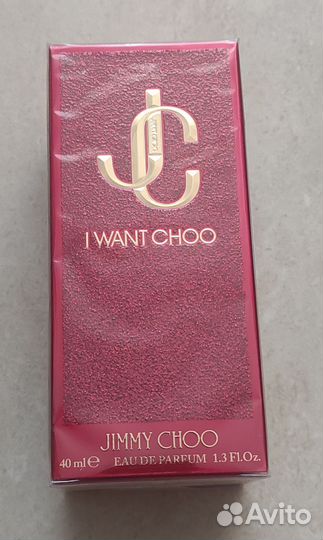 JC
I WANT CHOO
JIMMY CHOO
40 ml e EAU DE PARFUM 1.3 Fl.Oz.
Avito